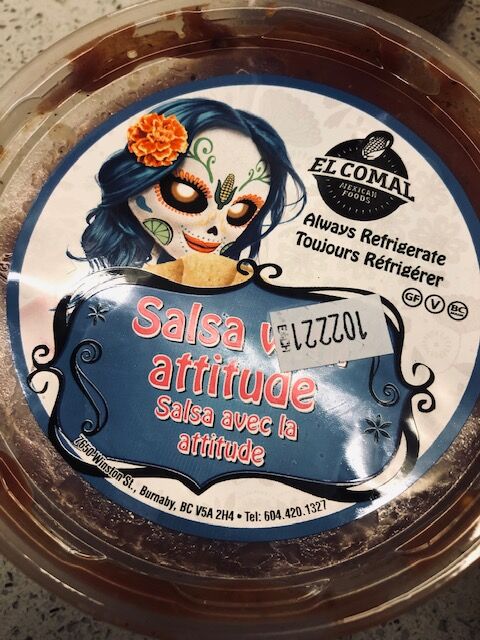 EL COMAL
MEXICAN
FOODS
Always Refrigerate
Toujours Réfrigérer
GF V BC
Salsa
attitude
Salsa avec la
attitude
102221
7650 Winston St., Burnaby, BC V5A 2H4 • Tel: 604.420.1327